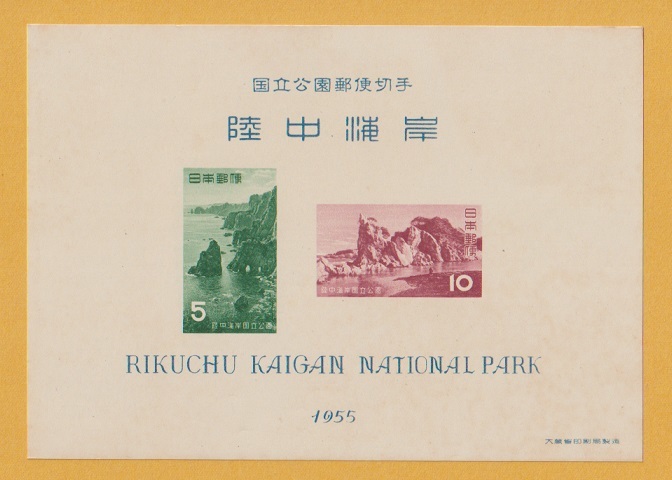 国立公園郵便切手
陸中海岸
日本郵便
5
陸中海岸国立公園
日本郵便
10
陸中海岸国立公園
RIKUCHU KAIGAN NATIONAL PARK
1955
大蔵省印刷局製造